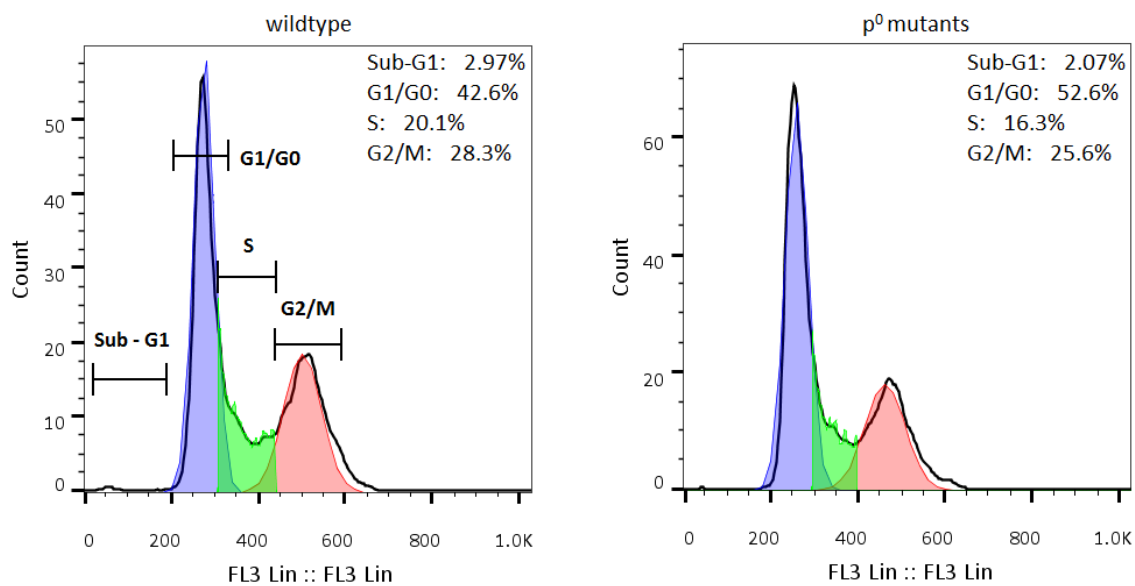 wildtype
Sub-G1: 2.97%
G1/G0: 42.6%
S: 20.1%
G2/M: 28.3%
50
40
30
20
10
0
Count
G1/G0
S
G2/M
Sub - G1
0 200 400 600 800 1.0K
FL3 Lin :: FL3 Lin
p⁰ mutants
Sub-G1: 2.07%
G1/G0: 52.6%
S: 16.3%
G2/M: 25.6%
60
40
20
0
Count
0 200 400 600 800 1.0K
FL3 Lin :: FL3 Lin